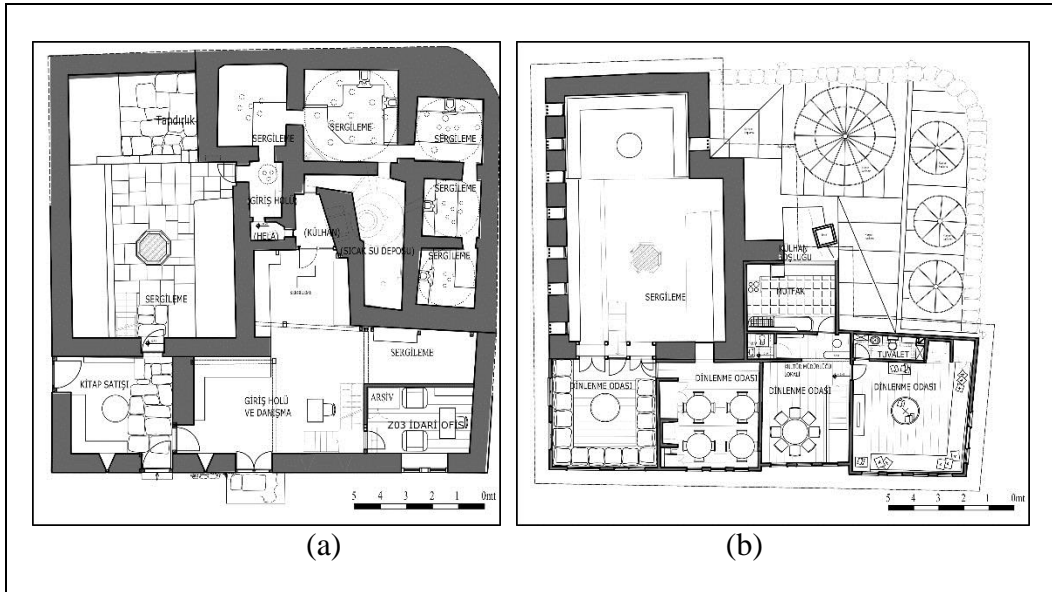 Tandırlık
SERGİLEME
SERGİLEME
SERGİLEME
GİRİŞ HOLÜ
SERGİLEME
(HELA)
(KÜLHAN)
(SICAK SU DEPOSU)
SERGİLEME
SERGİLEME
SERGİLEME
KİTAP SATIŞI
GİRİŞ HOLÜ
VE DANIŞMA
ARŞİV
Z03 İDARİ OFİS
5 4 3 2 1 0mt
(a)
KÜLHAN
BOŞLUĞU
MUTFAK
SERGİLEME
TUVALET
DİNLENME ODASI
DİNLENME ODASI
DİNLENME ODASI
DİNLENME ODASI
5 4 3 2 1 0mt
(b)